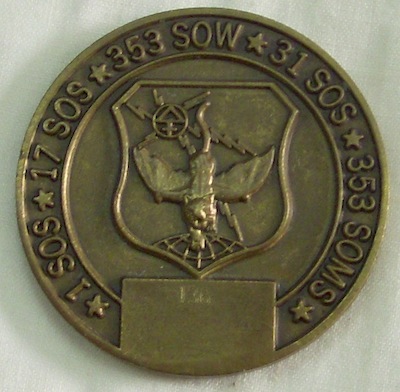 ★ 1 SOS ★ 17 SOS ★ 353 SOW ★ 31 SOS ★ 353 SOMS ★